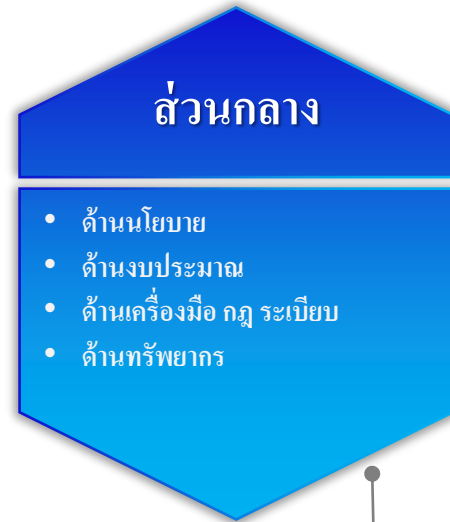 ส่วนกลาง
• ด้านนโยบาย
• ด้านงบประมาณ
• ด้านเครื่องมือ กฎ ระเบียบ
• ด้านทรัพยากร